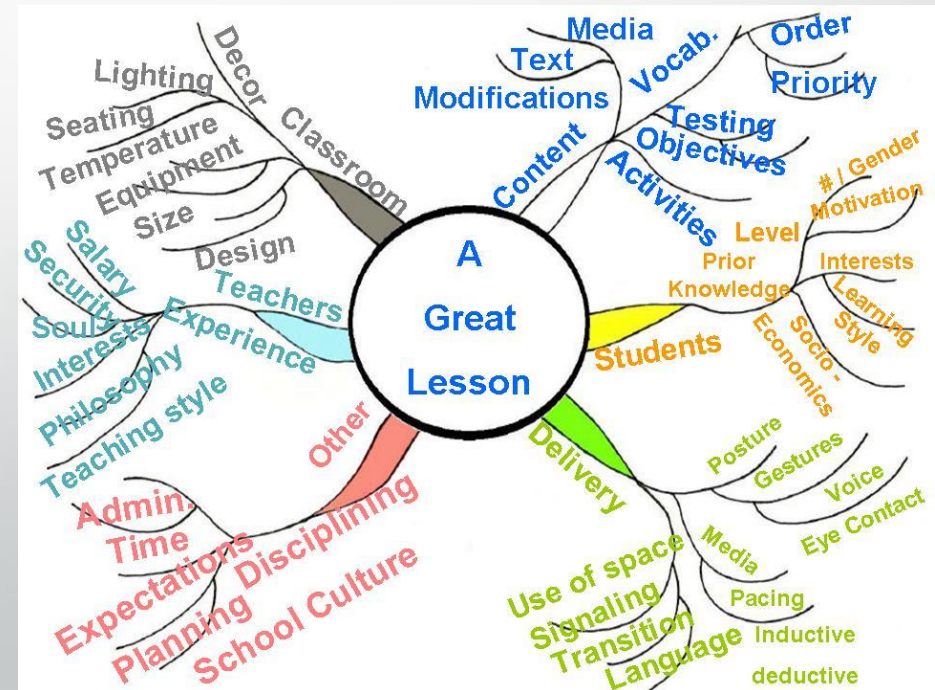 A
Great
Lesson
Classroom
Decor
Lighting
Seating
Temperature
Equipment
Size
Design
Content
Media
Text
Modifications
Vocab.
Order
Priority
Testing
Objectives
Activities
Students
Level
Prior
Knowledge
# / Gender
Motivation
Interests
Learning
Style
Socio -
Economics
Delivery
Posture
Gestures
Voice
Eye Contact
Media
Pacing
inductive
deductive
Use of space
Signaling
Transition
Language
Other
Admin.
Time
Expectations
Disciplining
Planning
School Culture
Teachers
Experience
Salary
Security
Soul
Interests
Philosophy
Teaching style